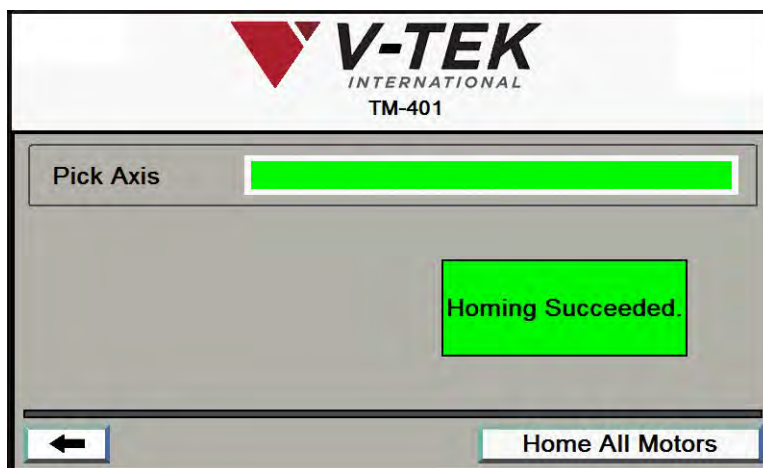 V-TEK
INTERNATIONAL
TM-401
Pick Axis
Homing Succeeded.
Home All Motors